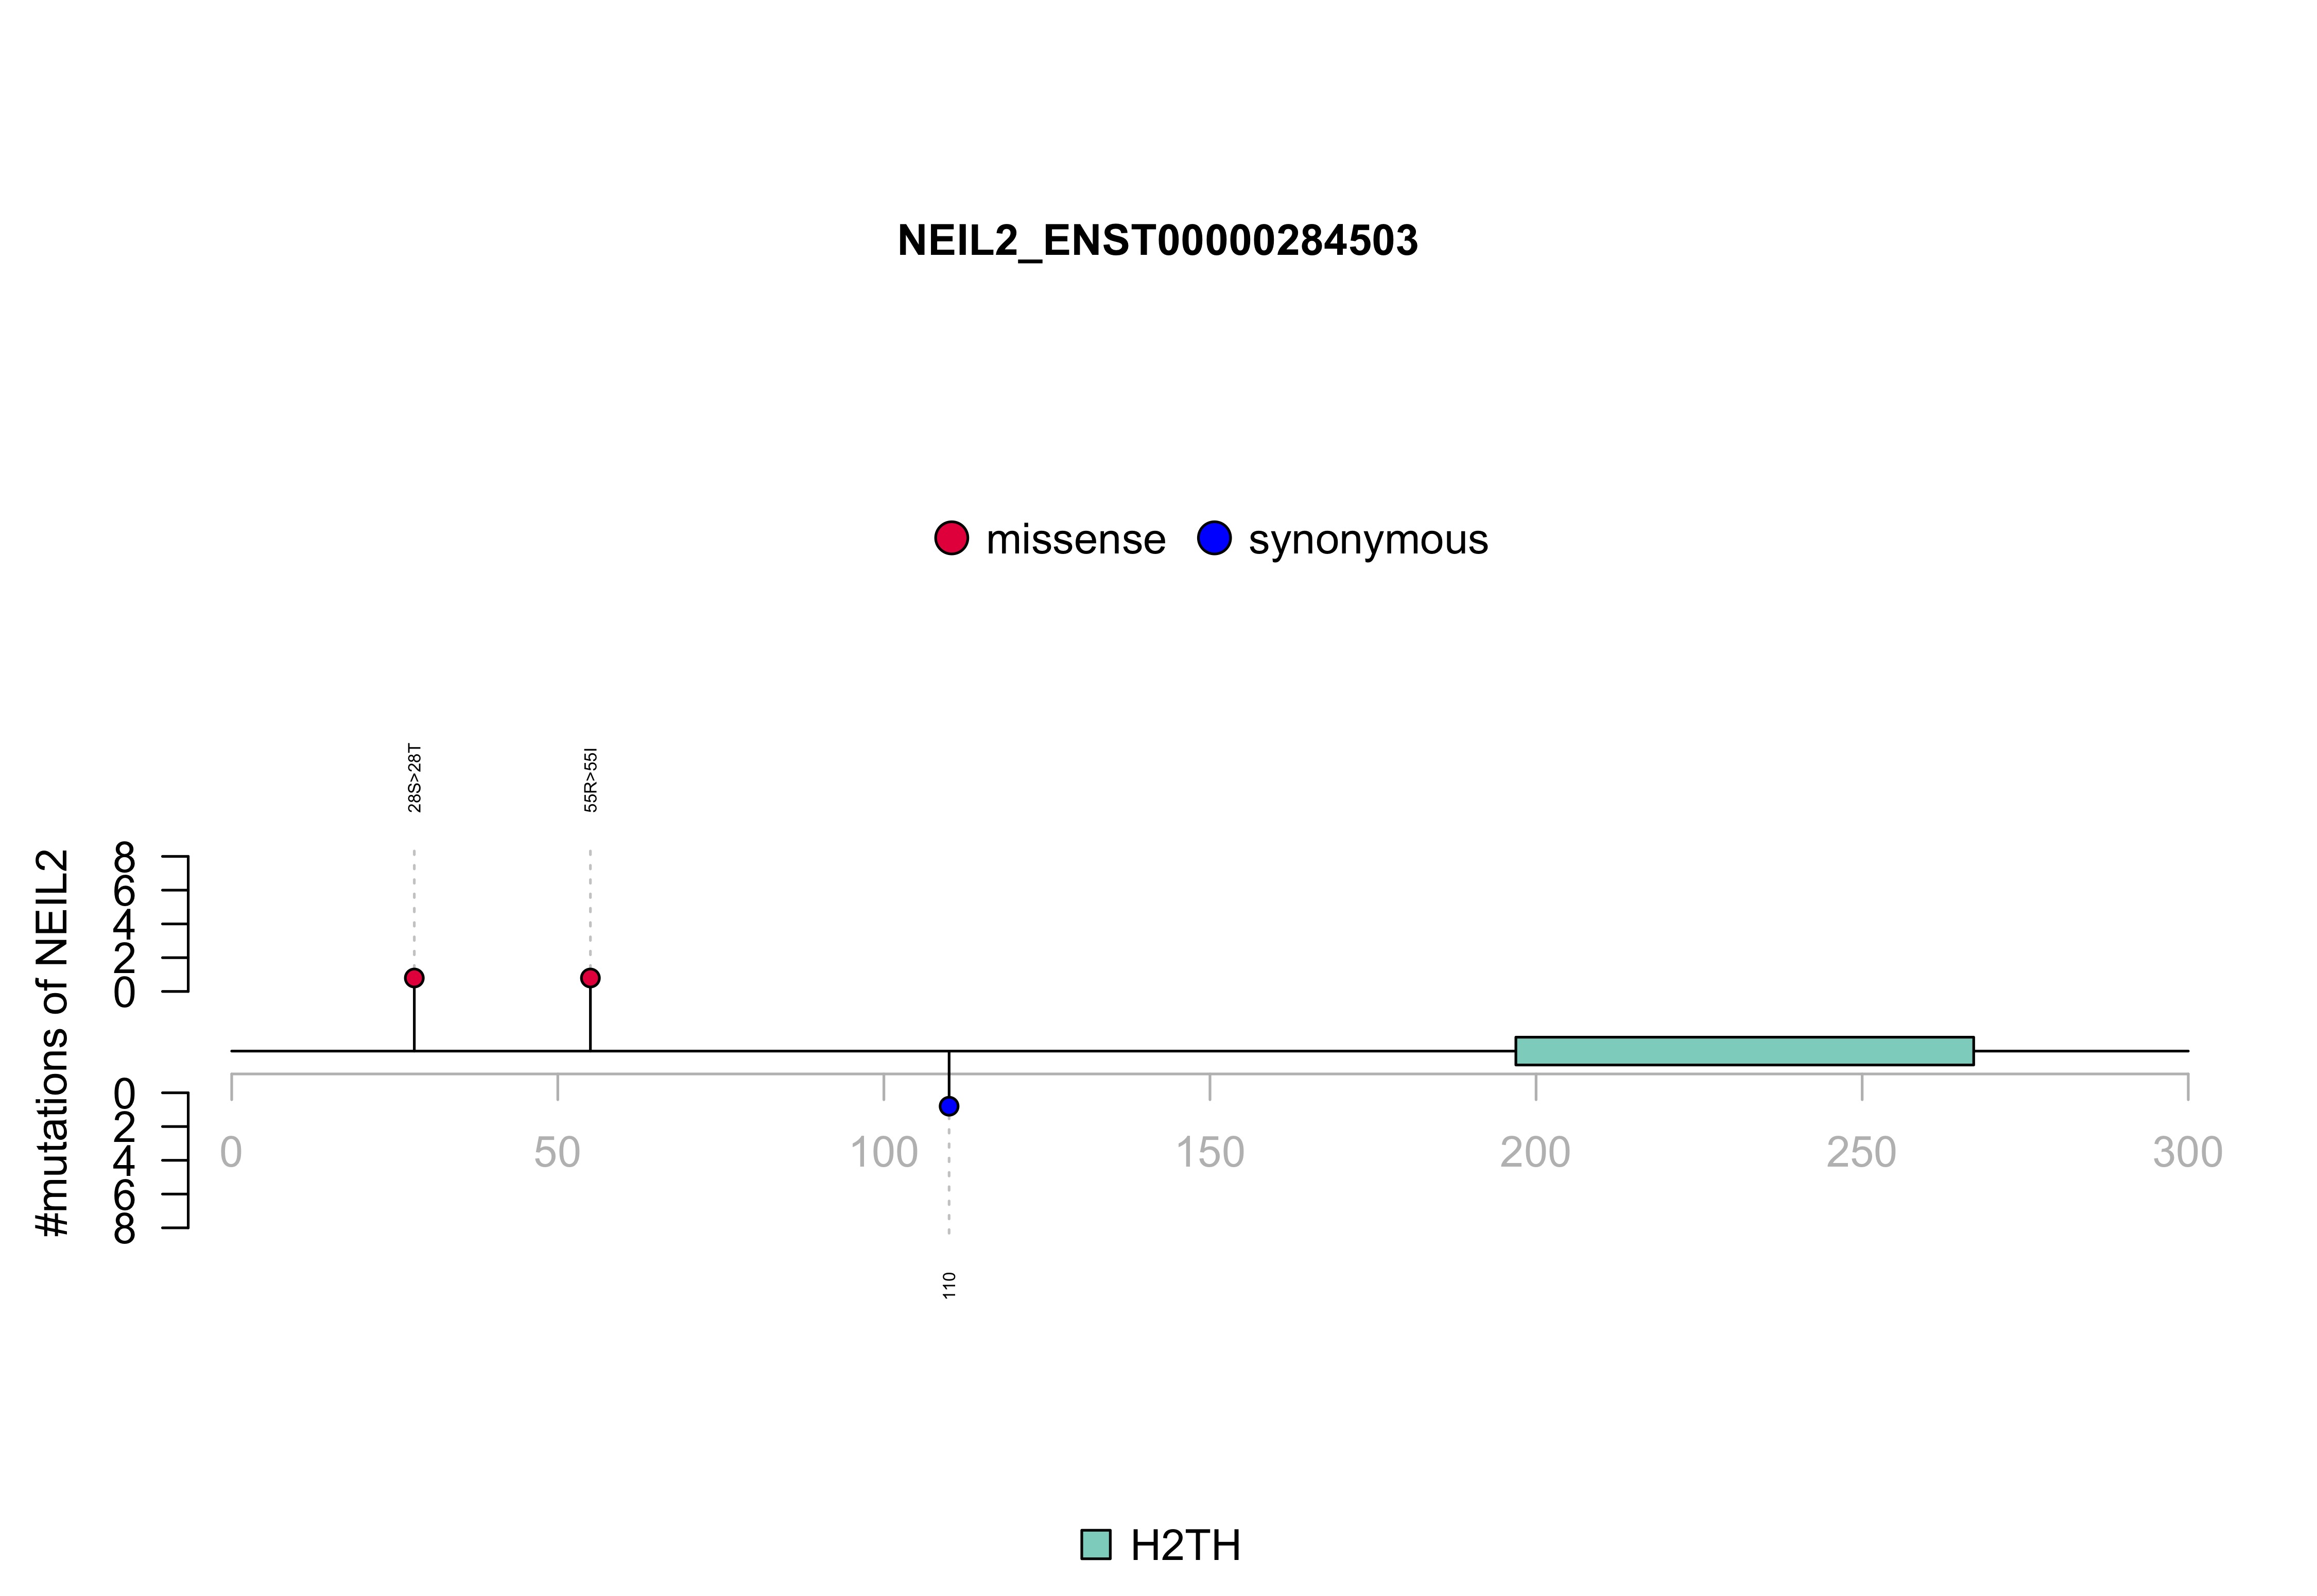 NEIL2_ENST00000284503
missense synonymous
28S>28T 55R>55I
#mutations of NEIL2
8
6
4
2
0
0
2
4
6
8
0 50 100 150 200 250 300
110
H2TH